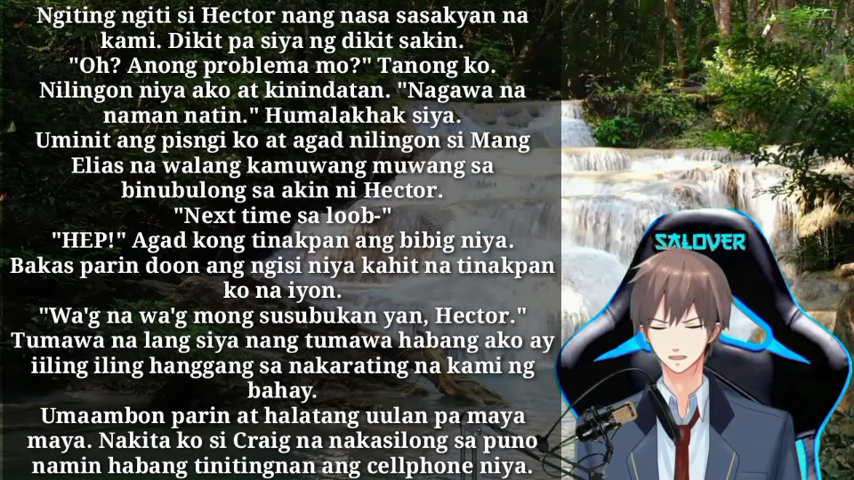 Ngiting ngiti si Hector nang nasa sasakyan na
kami. Dikit pa siya ng dikit sakin.
"Oh? Anong problema mo?" Tanong ko.
Nilingon niya ako at kinindatan. "Nagawa na
naman natin." Humalakhak siya.
Uminit ang pisngi ko at agad nilingon si Mang
Elias na walang kamuwang muwang sa
binubulong sa akin ni Hector.
"Next time sa loob-"
"HEP!" Agad kong tinakpan ang bibig niya.
Bakas parin doon ang ngisi niya kahit na tinakpan
ko na iyon.
"Wa'g na wa'g mong susubukan yan, Hector."
Tumawa na lang siya nang tumawa habang ako ay
iiling iling hanggang sa nakarating na kami ng
bahay.
Umaambon parin at halatang uulan pa maya
maya. Nakita ko si Craig na nakasilong sa puno
namin habang tinitingnan ang cellphone niya.
SALOVER